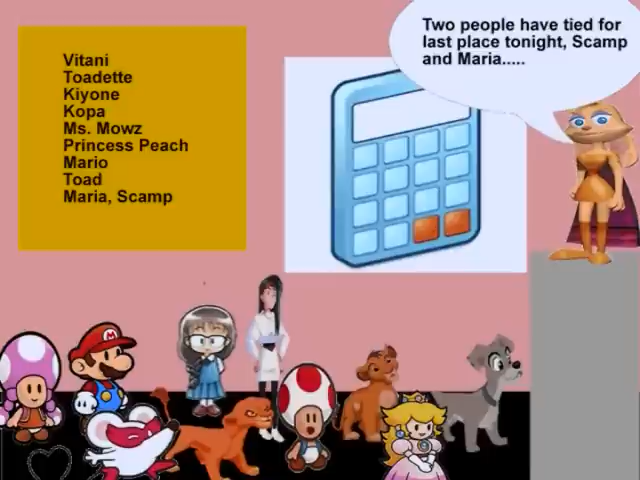 Vitani
Toadette
Kiyone
Kopa
Ms. Mowz
Princess Peach
Mario
Toad
Maria, Scamp
Two people have tied for
last place tonight, Scamp
and Maria.....
M